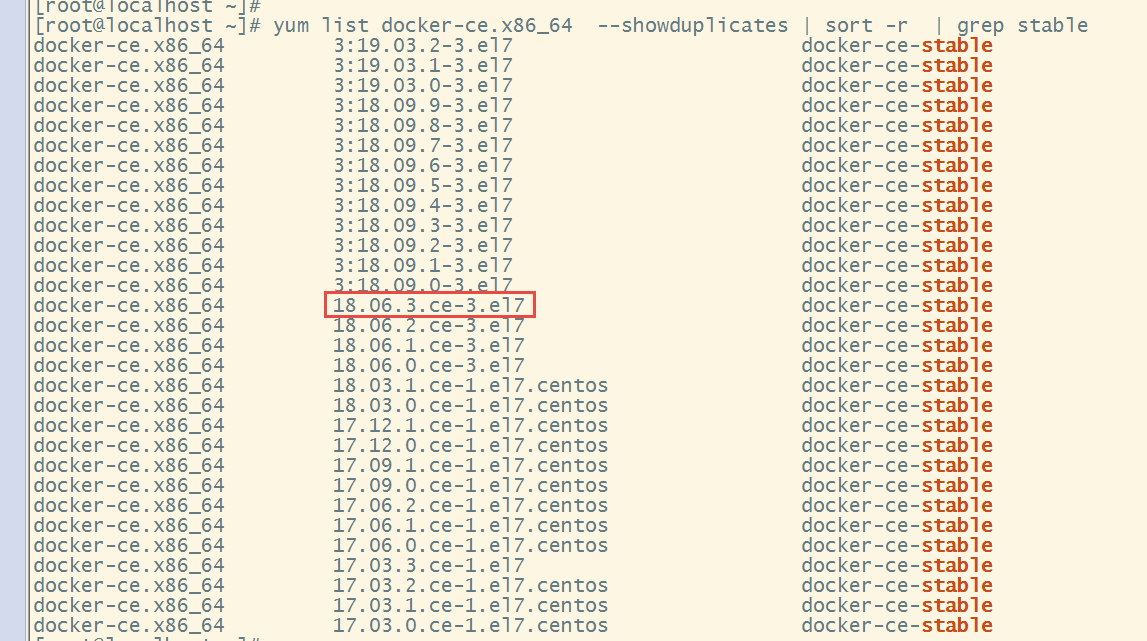 [root@localhost ~]#
[root@localhost ~]# yum list docker-ce.x86_64  --showduplicates | sort -r  | grep stable
docker-ce.x86_64         3:19.03.2-3.el7                        docker-ce-stable
docker-ce.x86_64         3:19.03.1-3.el7                        docker-ce-stable
docker-ce.x86_64         3:19.03.0-3.el7                        docker-ce-stable
docker-ce.x86_64         3:18.09.9-3.el7                        docker-ce-stable
docker-ce.x86_64         3:18.09.8-3.el7                        docker-ce-stable
docker-ce.x86_64         3:18.09.7-3.el7                        docker-ce-stable
docker-ce.x86_64         3:18.09.6-3.el7                        docker-ce-stable
docker-ce.x86_64         3:18.09.5-3.el7                        docker-ce-stable
docker-ce.x86_64         3:18.09.4-3.el7                        docker-ce-stable
docker-ce.x86_64         3:18.09.3-3.el7                        docker-ce-stable
docker-ce.x86_64         3:18.09.2-3.el7                        docker-ce-stable
docker-ce.x86_64         3:18.09.1-3.el7                        docker-ce-stable
docker-ce.x86_64         3:18.09.0-3.el7                        docker-ce-stable
docker-ce.x86_64         18.06.3.ce-3.el7                       docker-ce-stable
docker-ce.x86_64         18.06.2.ce-3.el7                       docker-ce-stable
docker-ce.x86_64         18.06.1.ce-3.el7                       docker-ce-stable
docker-ce.x86_64         18.06.0.ce-3.el7                       docker-ce-stable
docker-ce.x86_64         18.03.1.ce-1.el7.centos                docker-ce-stable
docker-ce.x86_64         18.03.0.ce-1.el7.centos                docker-ce-stable
docker-ce.x86_64         17.12.1.ce-1.el7.centos                docker-ce-stable
docker-ce.x86_64         17.12.0.ce-1.el7.centos                docker-ce-stable
docker-ce.x86_64         17.09.1.ce-1.el7.centos                docker-ce-stable
docker-ce.x86_64         17.09.0.ce-1.el7.centos                docker-ce-stable
docker-ce.x86_64         17.06.2.ce-1.el7.centos                docker-ce-stable
docker-ce.x86_64         17.06.1.ce-1.el7.centos                docker-ce-stable
docker-ce.x86_64         17.06.0.ce-1.el7.centos                docker-ce-stable
docker-ce.x86_64         17.03.3.ce-1.el7                       docker-ce-stable
docker-ce.x86_64         17.03.2.ce-1.el7.centos                docker-ce-stable
docker-ce.x86_64         17.03.1.ce-1.el7.centos                docker-ce-stable
docker-ce.x86_64         17.03.0.ce-1.el7.centos                docker-ce-stable